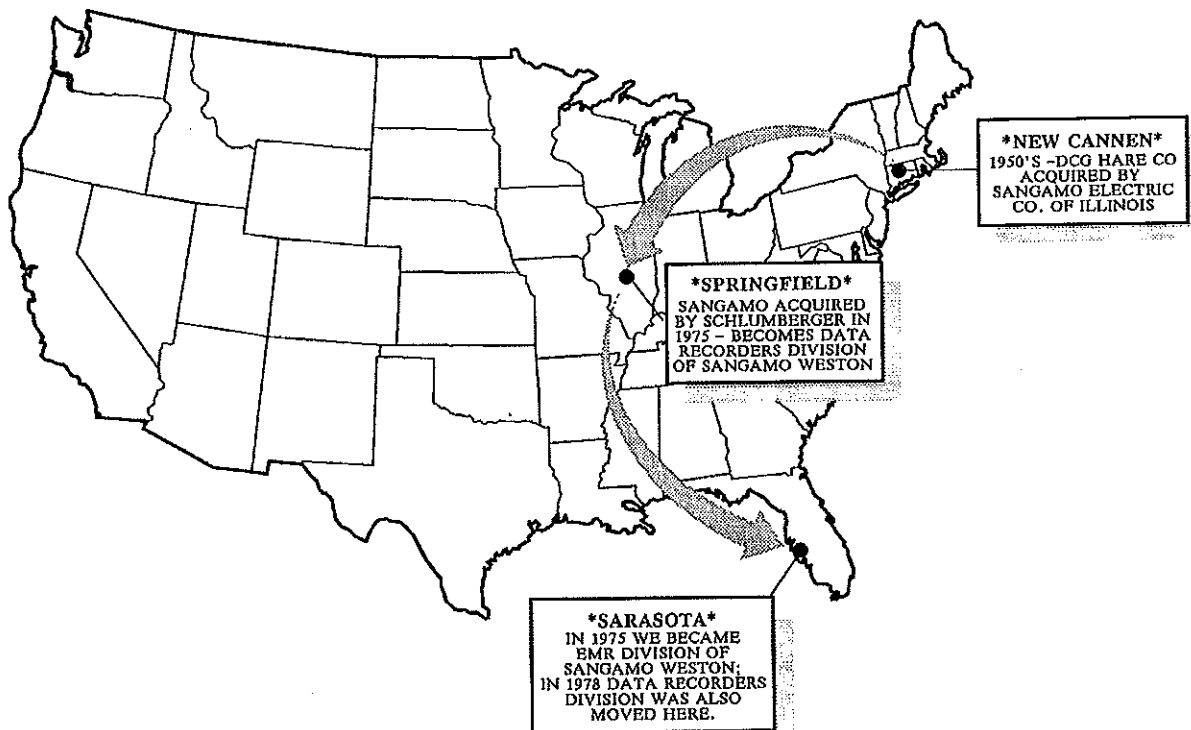 *NEW CANNEN*
1950'S -DCG HARE CO
ACQUIRED BY
SANGAMO ELECTRIC
CO. OF ILLINOIS
*SPRINGFIELD*
SANGAMO ACQUIRED
BY SCHLUMBERGER IN
1975 - BECOMES DATA
RECORDERS DIVISION
OF SANGAMO WESTON
*SARASOTA*
IN 1975 WE BECAME
EMR DIVISION OF
SANGAMO WESTON;
IN 1978 DATA RECORDERS
DIVISION WAS ALSO
MOVED HERE.